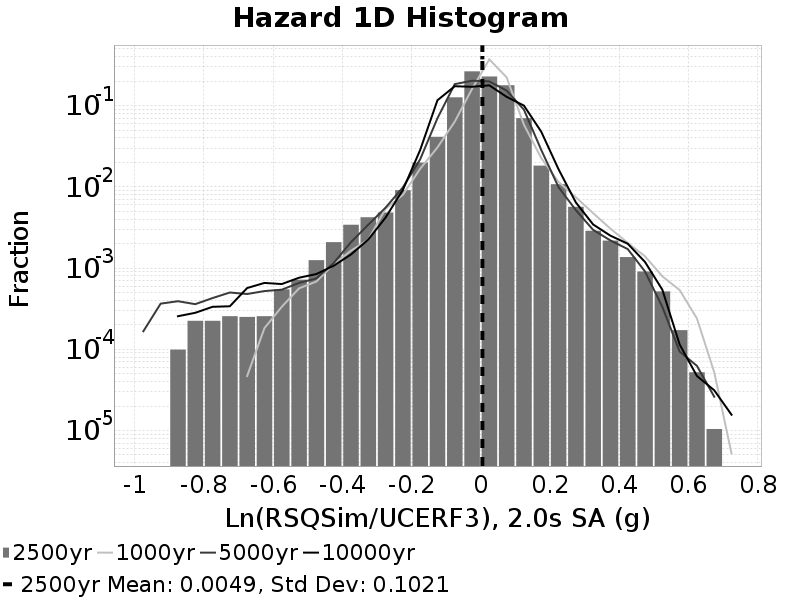 Hazard 1D Histogram
10-1
10-2
10-3
10-4
10-5
Fraction
-1 -0.8 -0.6 -0.4 -0.2 0 0.2 0.4 0.6 0.8
Ln(RSQSim/UCERF3), 2.0s SA (g)
2500yr 1000yr 5000yr 10000yr
2500yr Mean: 0.0049, Std Dev: 0.1021